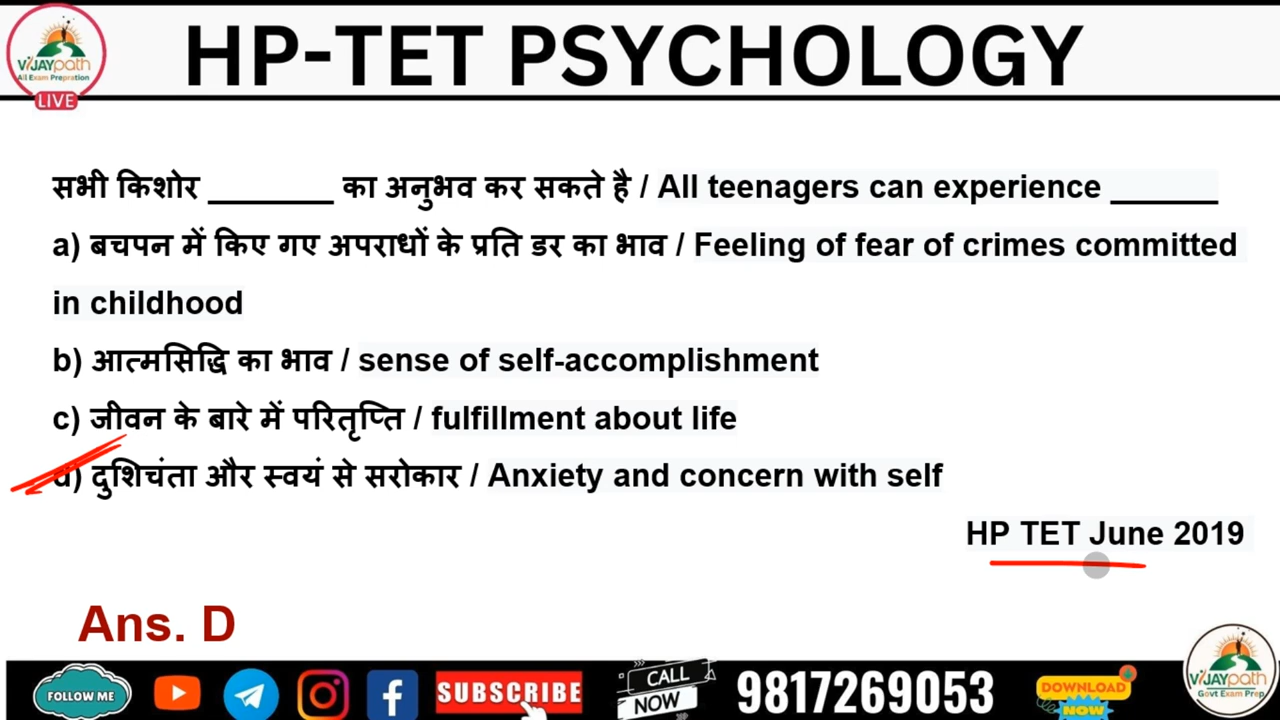 VIJAYpath
All Exam Prepration
LIVE
HP-TET PSYCHOLOGY
सभी किशोर _______ का अनुभव कर सकते है / All teenagers can experience ______
a) बचपन में किए गए अपराधों के प्रति डर का भाव / Feeling of fear of crimes committed
in childhood
b) आत्मसिद्धि का भाव / sense of self-accomplishment
c) जीवन के बारे में परितृप्ति / fulfillment about life
d) दुशिचंता और स्वयं से सरोकार / Anxiety and concern with self
HP TET June 2019
Ans. D
FOLLOW ME
SUBSCRIBE
CALL
NOW
9817269053
DOWNLOAD
NOW
VIJAYpath
Govt Exam Prep